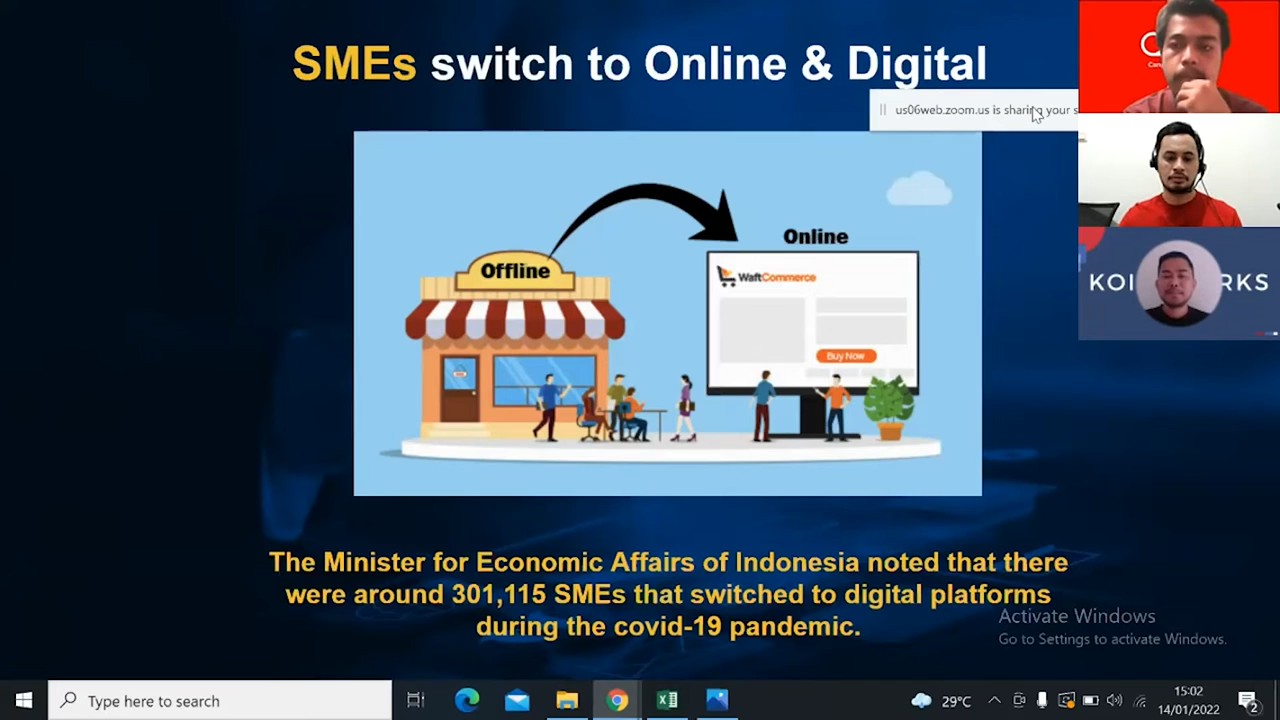 SMEs switch to Online & Digital
us06web.zoom.us is sharing your s
Offline
Online
WaftCommerce
Buy Now
The Minister for Economic Affairs of Indonesia noted that there
were around 301,115 SMEs that switched to digital platforms
during the covid-19 pandemic.
Activate Windows
Go to Settings to activate Windows.
KOI RKS
Type here to search
29°C
15:02
14/01/2022
2